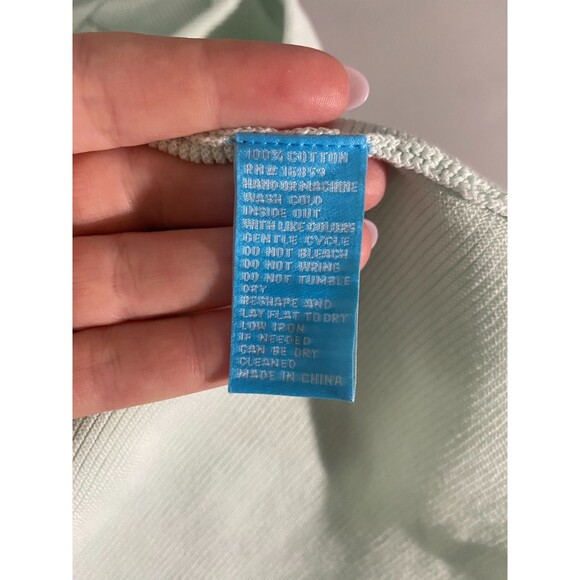 100% COTTON
RN# 16859
HAND OR MACHINE
WASH COLD
INSIDE OUT
WITH LIKE COLORS
GENTLE CYCLE
DO NOT BLEACH
DO NOT WRING
DO NOT TUMBLE
DRY
RESHAPE AND
LAY FLAT TO DRY
LOW IRON
IF NEEDED
CAN BE DRY
CLEANED
MADE IN CHINA